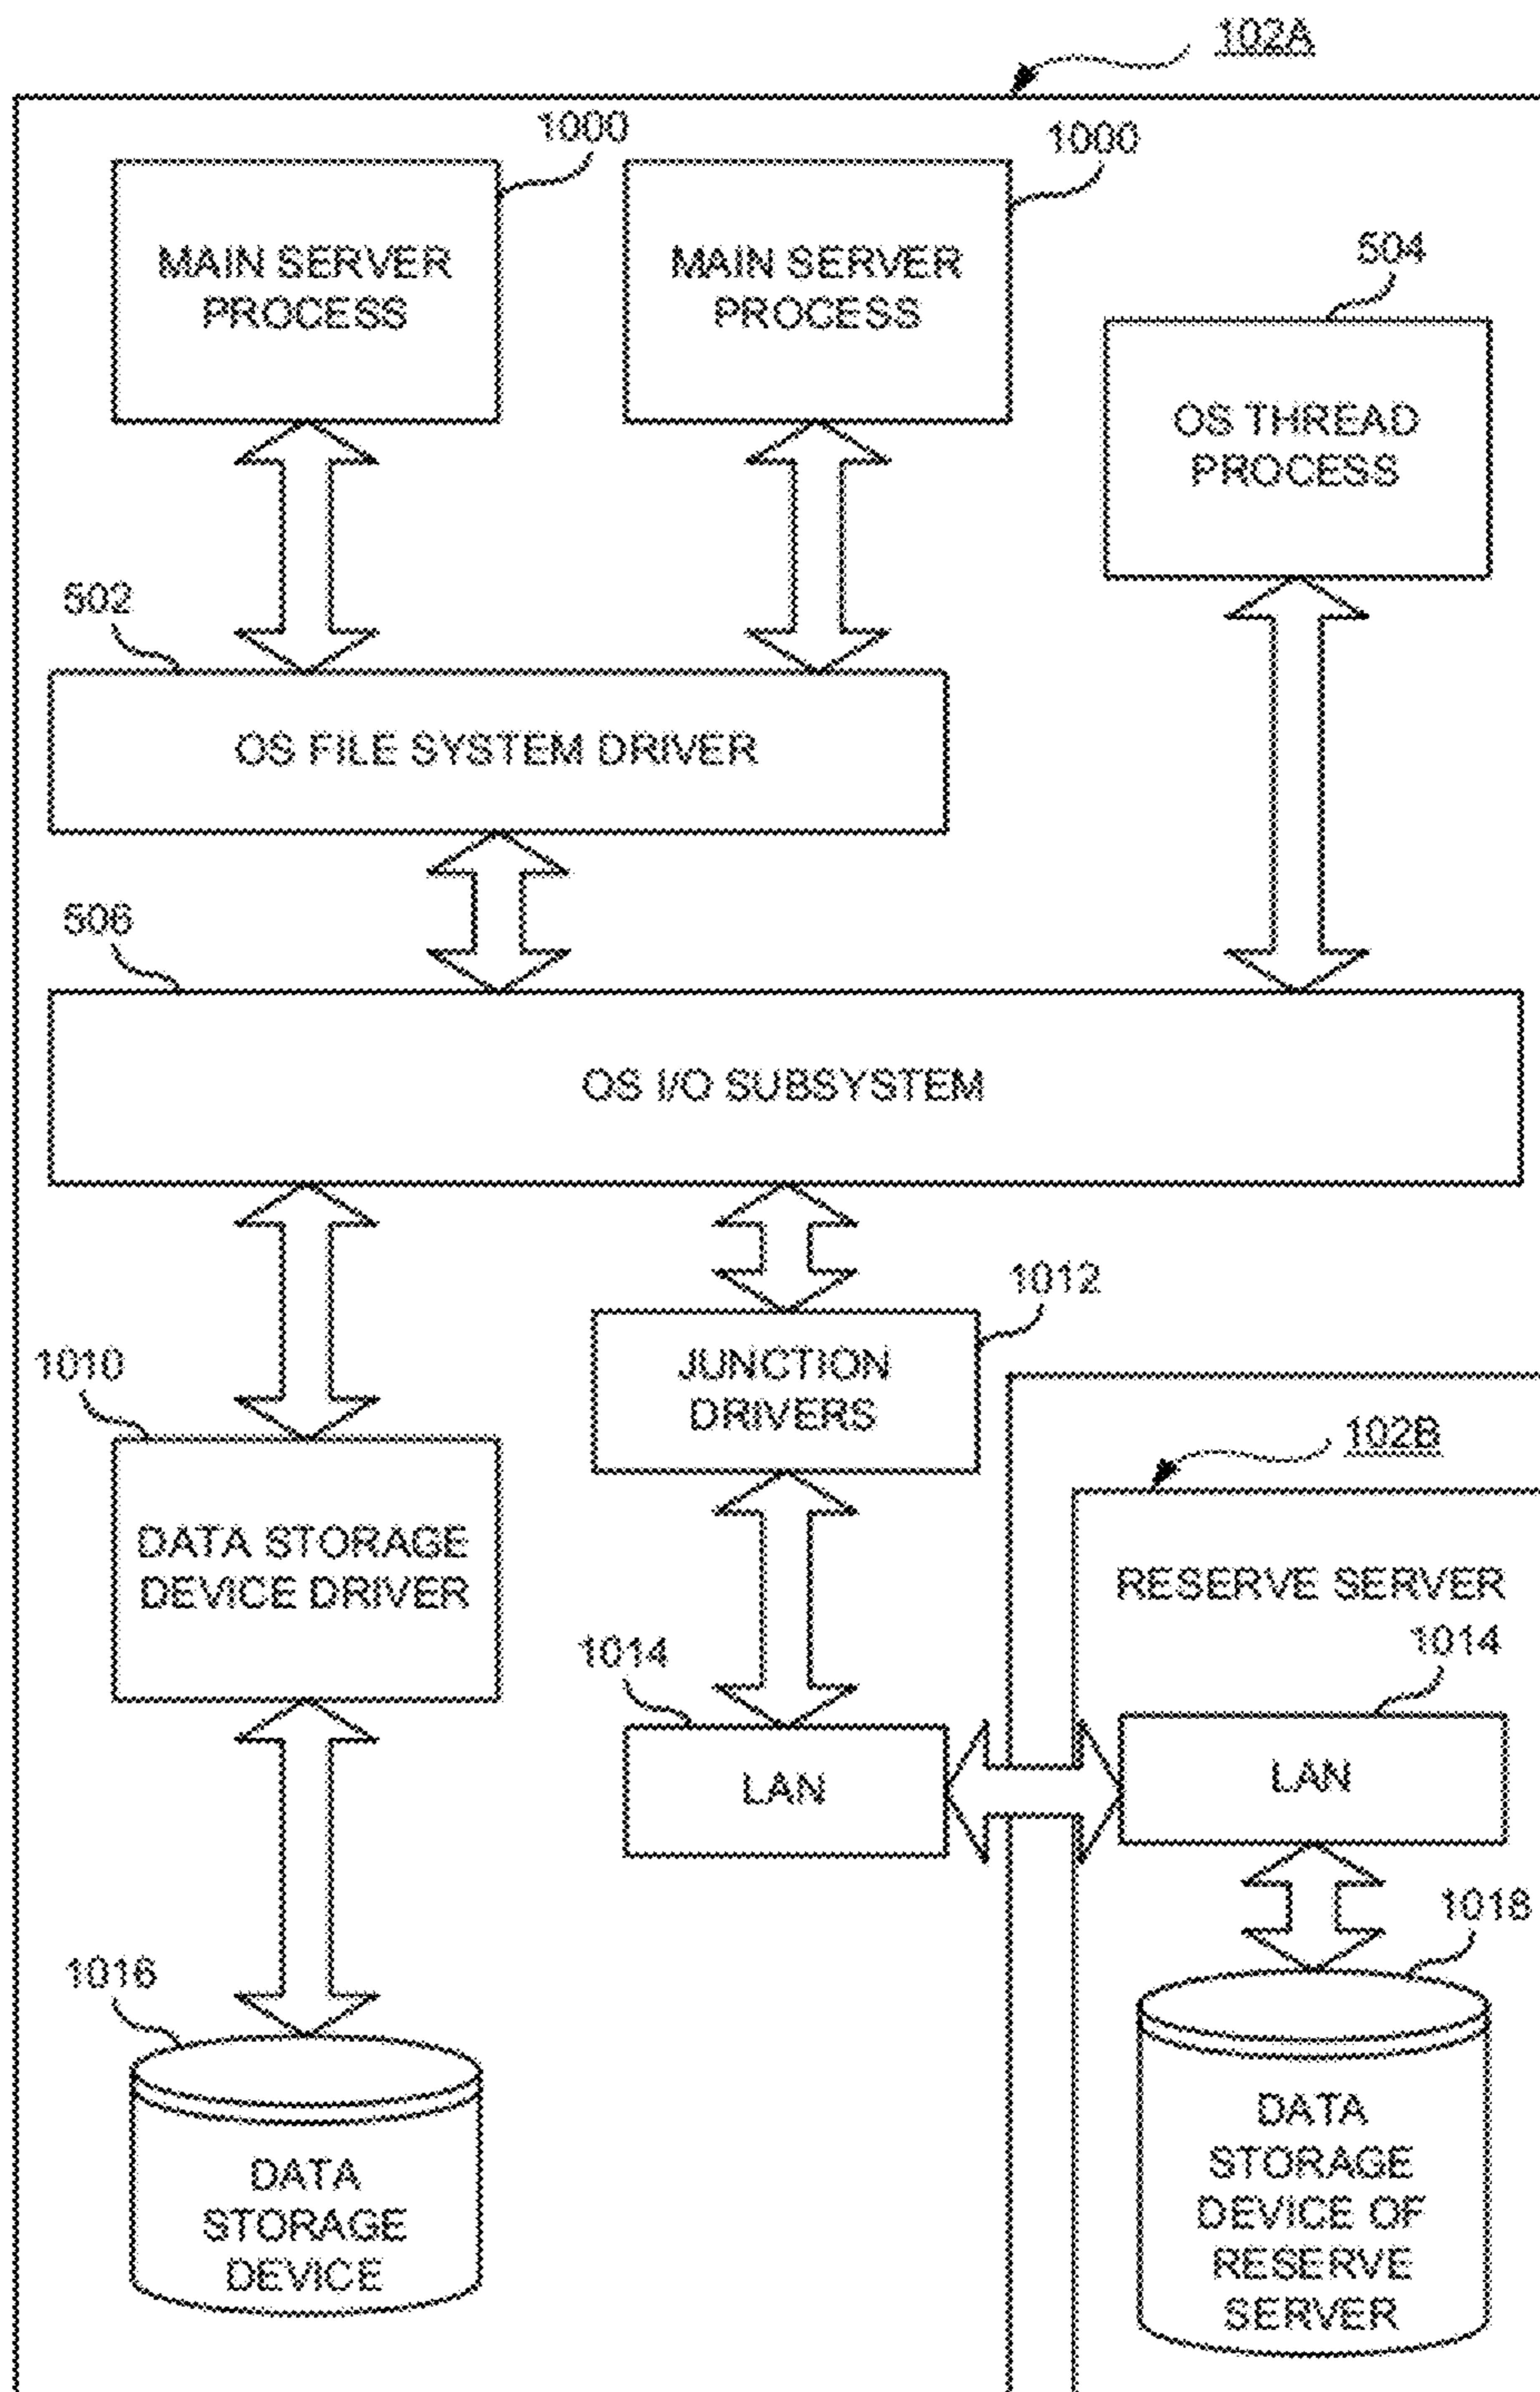 102A
1000
1000
MAIN SERVER
PROCESS
MAIN SERVER
PROCESS
504
OS THREAD
PROCESS
502
OS FILE SYSTEM DRIVER
506
OS I/O SUBSYSTEM
1012
JUNCTION
DRIVERS
1010
102B
DATA STORAGE
DEVICE DRIVER
RESERVE SERVER
1014
1014
LAN
LAN
1018
1016
DATA
STORAGE
DEVICE
DATA
STORAGE
DEVICE OF
RESERVE
SERVER